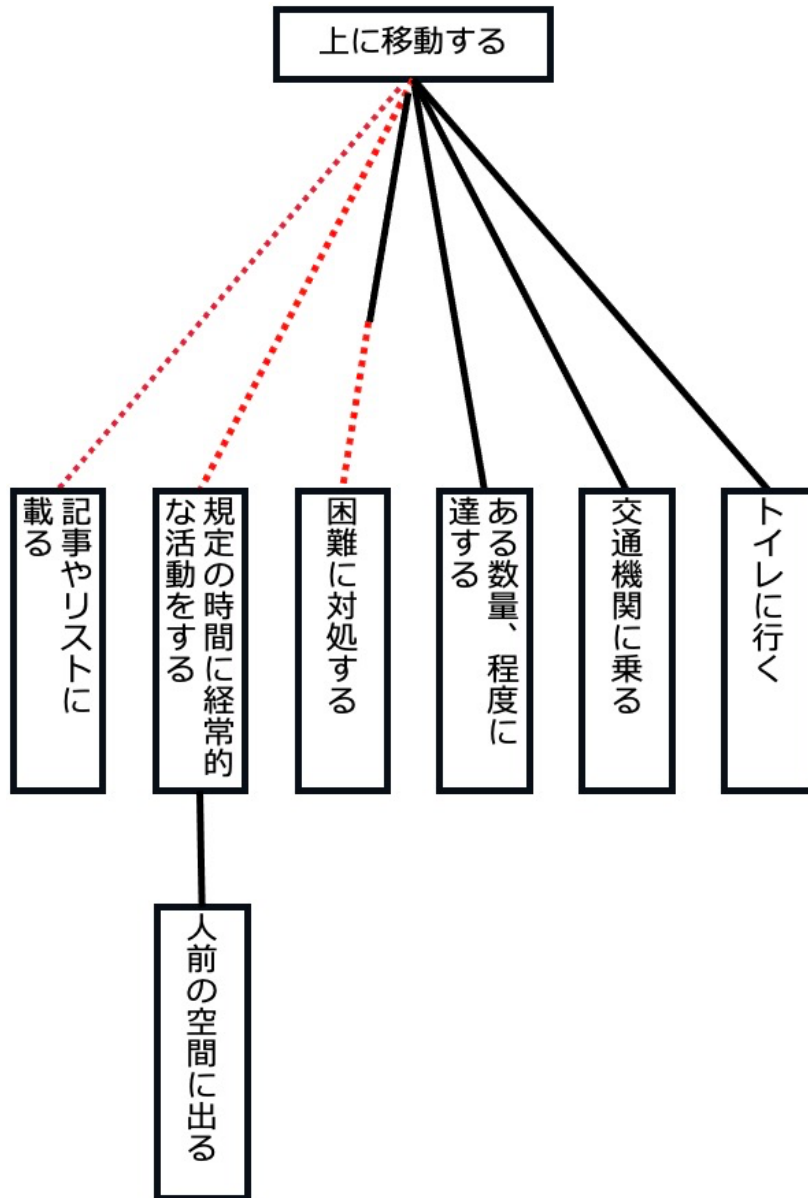 上に移動する
記事やリストに
載る
規定の時間に経常的
な活動をする
困難に対処する
ある数量、程度に
達する
交通機関に乗る
トイレに行く
人前の空間に出る